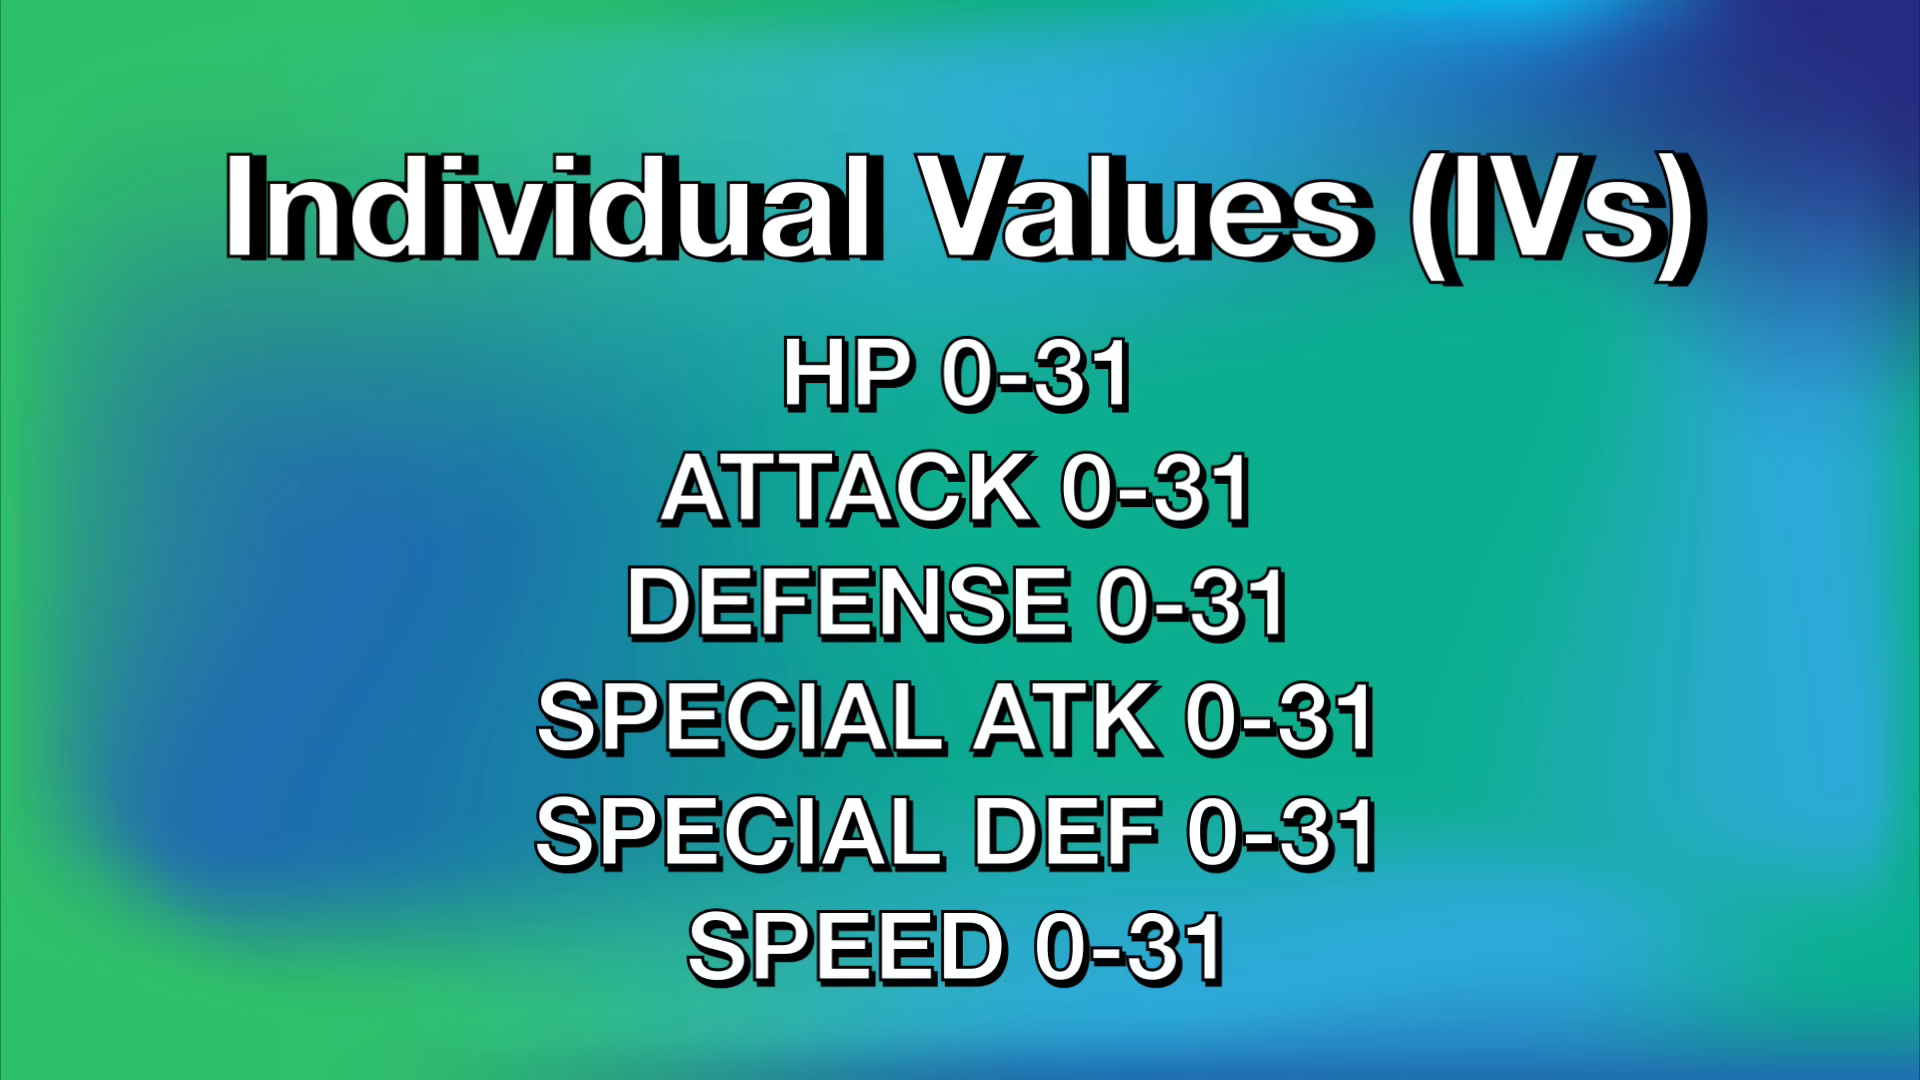 Individual Values (IVs)
HP 0-31
ATTACK 0-31
DEFENSE 0-31
SPECIAL ATK 0-31
SPECIAL DEF 0-31
SPEED 0-31